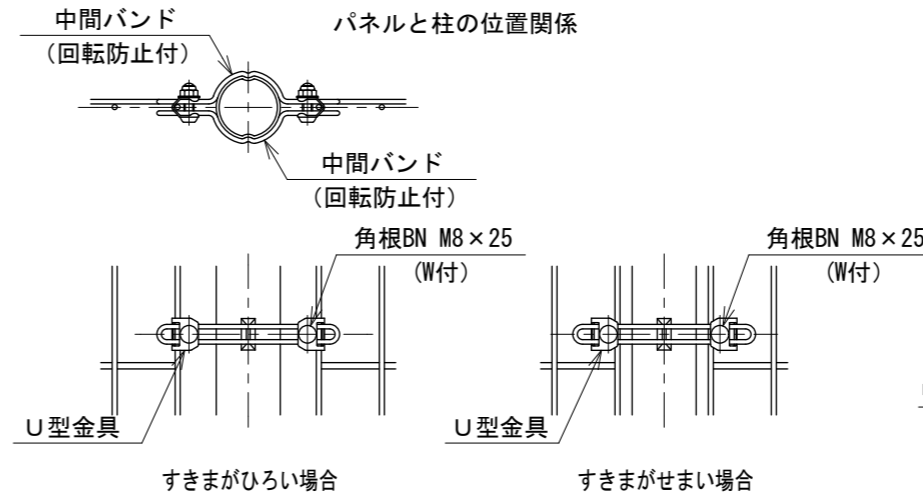 中間バンド
(回転防止付)
パネルと柱の位置関係
中間バンド
(回転防止付)
角根BN M8×25
(W付)
角根BN M8×25
(W付)
U型金具
U型金具
すきまがひろい場合
すきまがせまい場合